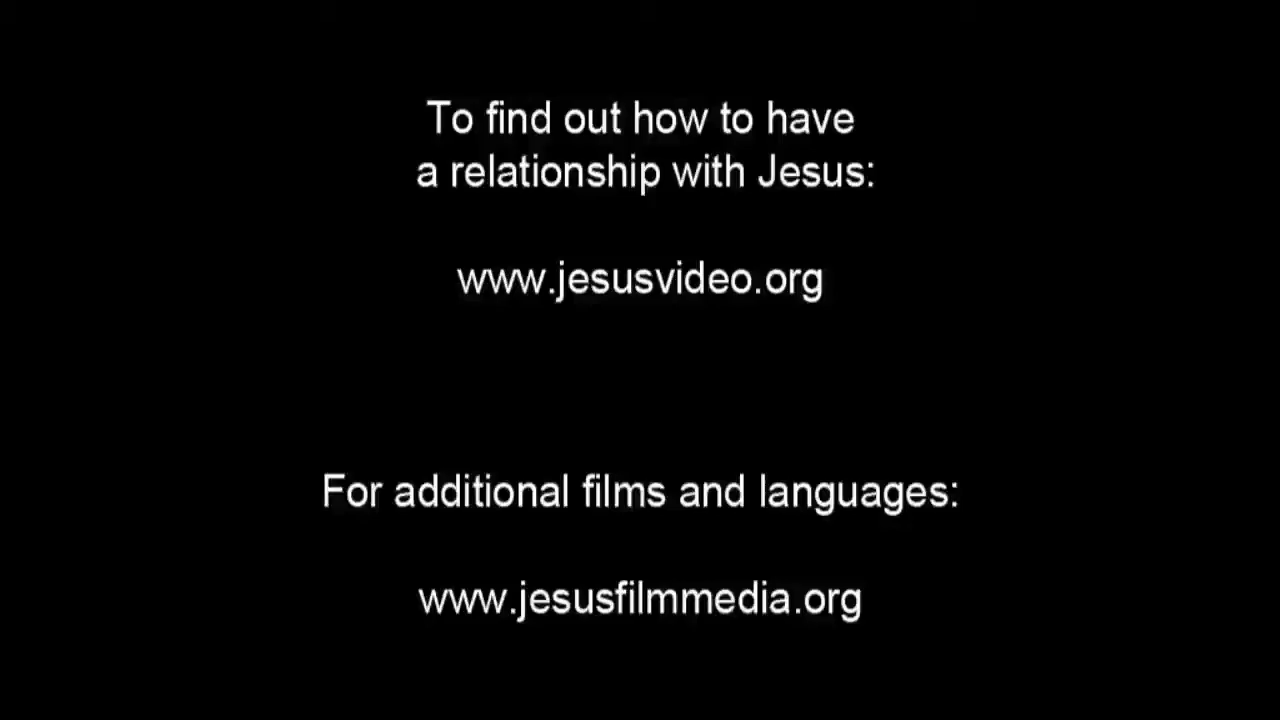 To find out how to have
a relationship with Jesus:
www.jesusvideo.org
For additional films and languages:
www.jesusfilmmedia.org